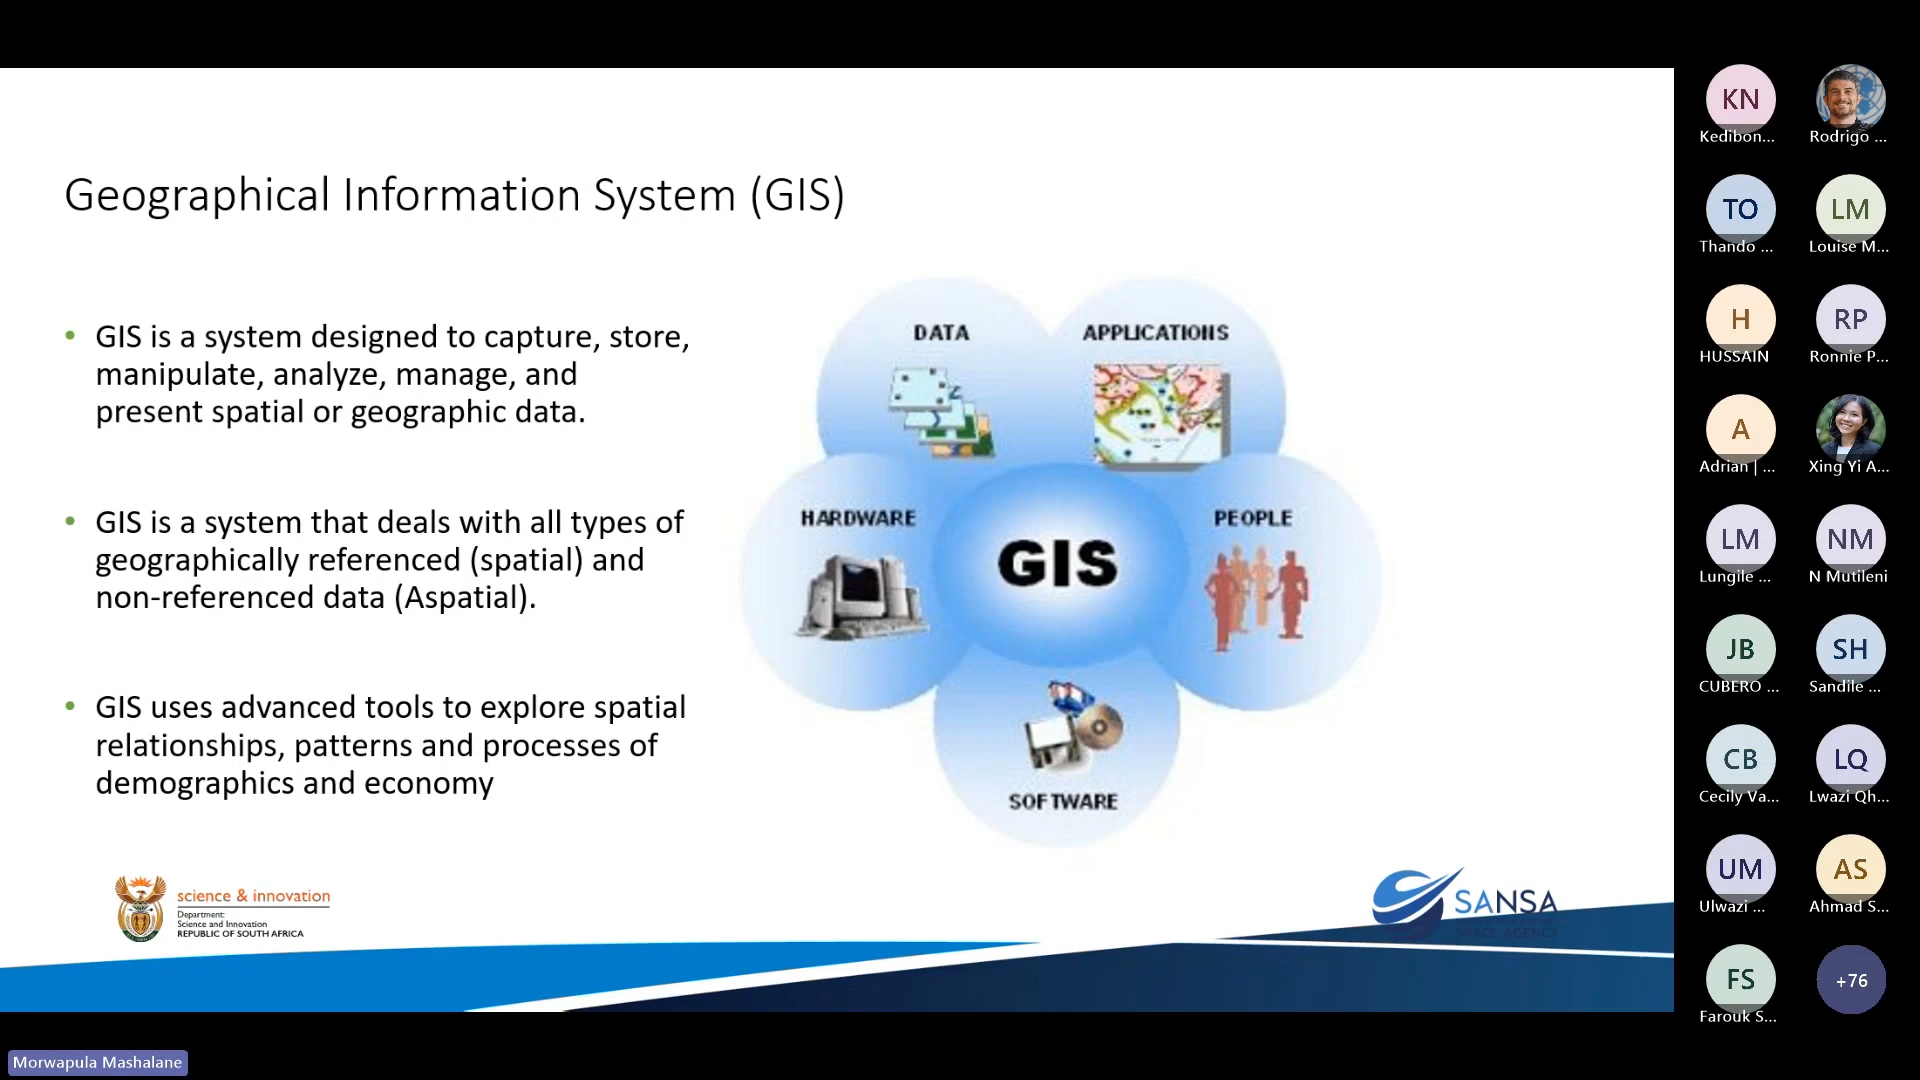 Geographical Information System (GIS)
• GIS is a system designed to capture, store,
manipulate, analyze, manage, and
present spatial or geographic data.
• GIS is a system that deals with all types of
geographically referenced (spatial) and
non-referenced data (Aspatial).
• GIS uses advanced tools to explore spatial
relationships, patterns and processes of
demographics and economy
DATA
APPLICATIONS
HARDWARE
GIS
PEOPLE
SOFTWARE
science & innovation
Department:
Science and Innovation
REPUBLIC OF SOUTH AFRICA
SANSA
SPACE AGENCY
KN
Kedibon...
Rodrigo ...
TO
Thando ...
LM
Louise M...
H
HUSSAIN
RP
Ronnie P...
A
Adrian | ...
Xing Yi A...
LM
Lungile ...
NM
N Mutileni
JB
CUBERO ...
SH
Sandile ...
CB
Cecily Va...
LQ
Lwazi Qh...
UM
Ulwazi ...
AS
Ahmad S...
FS
Farouk S...
+76
Morwapula Mashalane